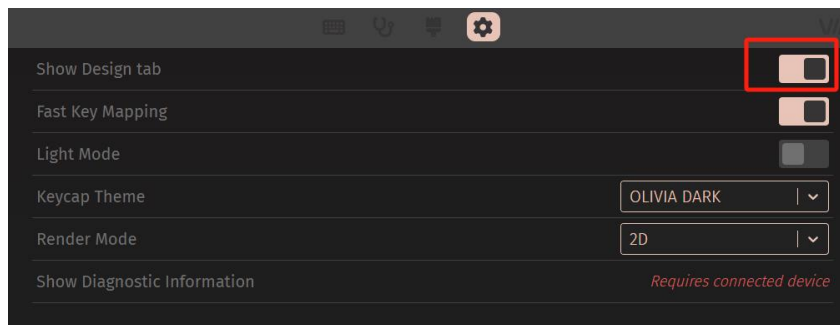 Show Design tab
Fast Key Mapping
Light Mode
Keycap Theme OLIVIA DARK
Render Mode 2D
Show Diagnostic Information Requires connected device